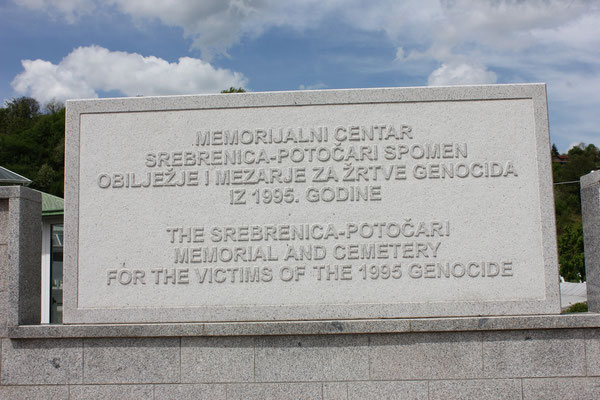 MEMORIJALNI CENTAR
SREBRENICA-POTOČARI SPOMEN
OBILJEŽJE I MEZARJE ZA ŽRTVE GENOCIDA
IZ 1995. GODINE
THE SREBRENICA-POTOČARI
MEMORIAL AND CEMETERY
FOR THE VICTIMS OF THE 1995 GENOCIDE